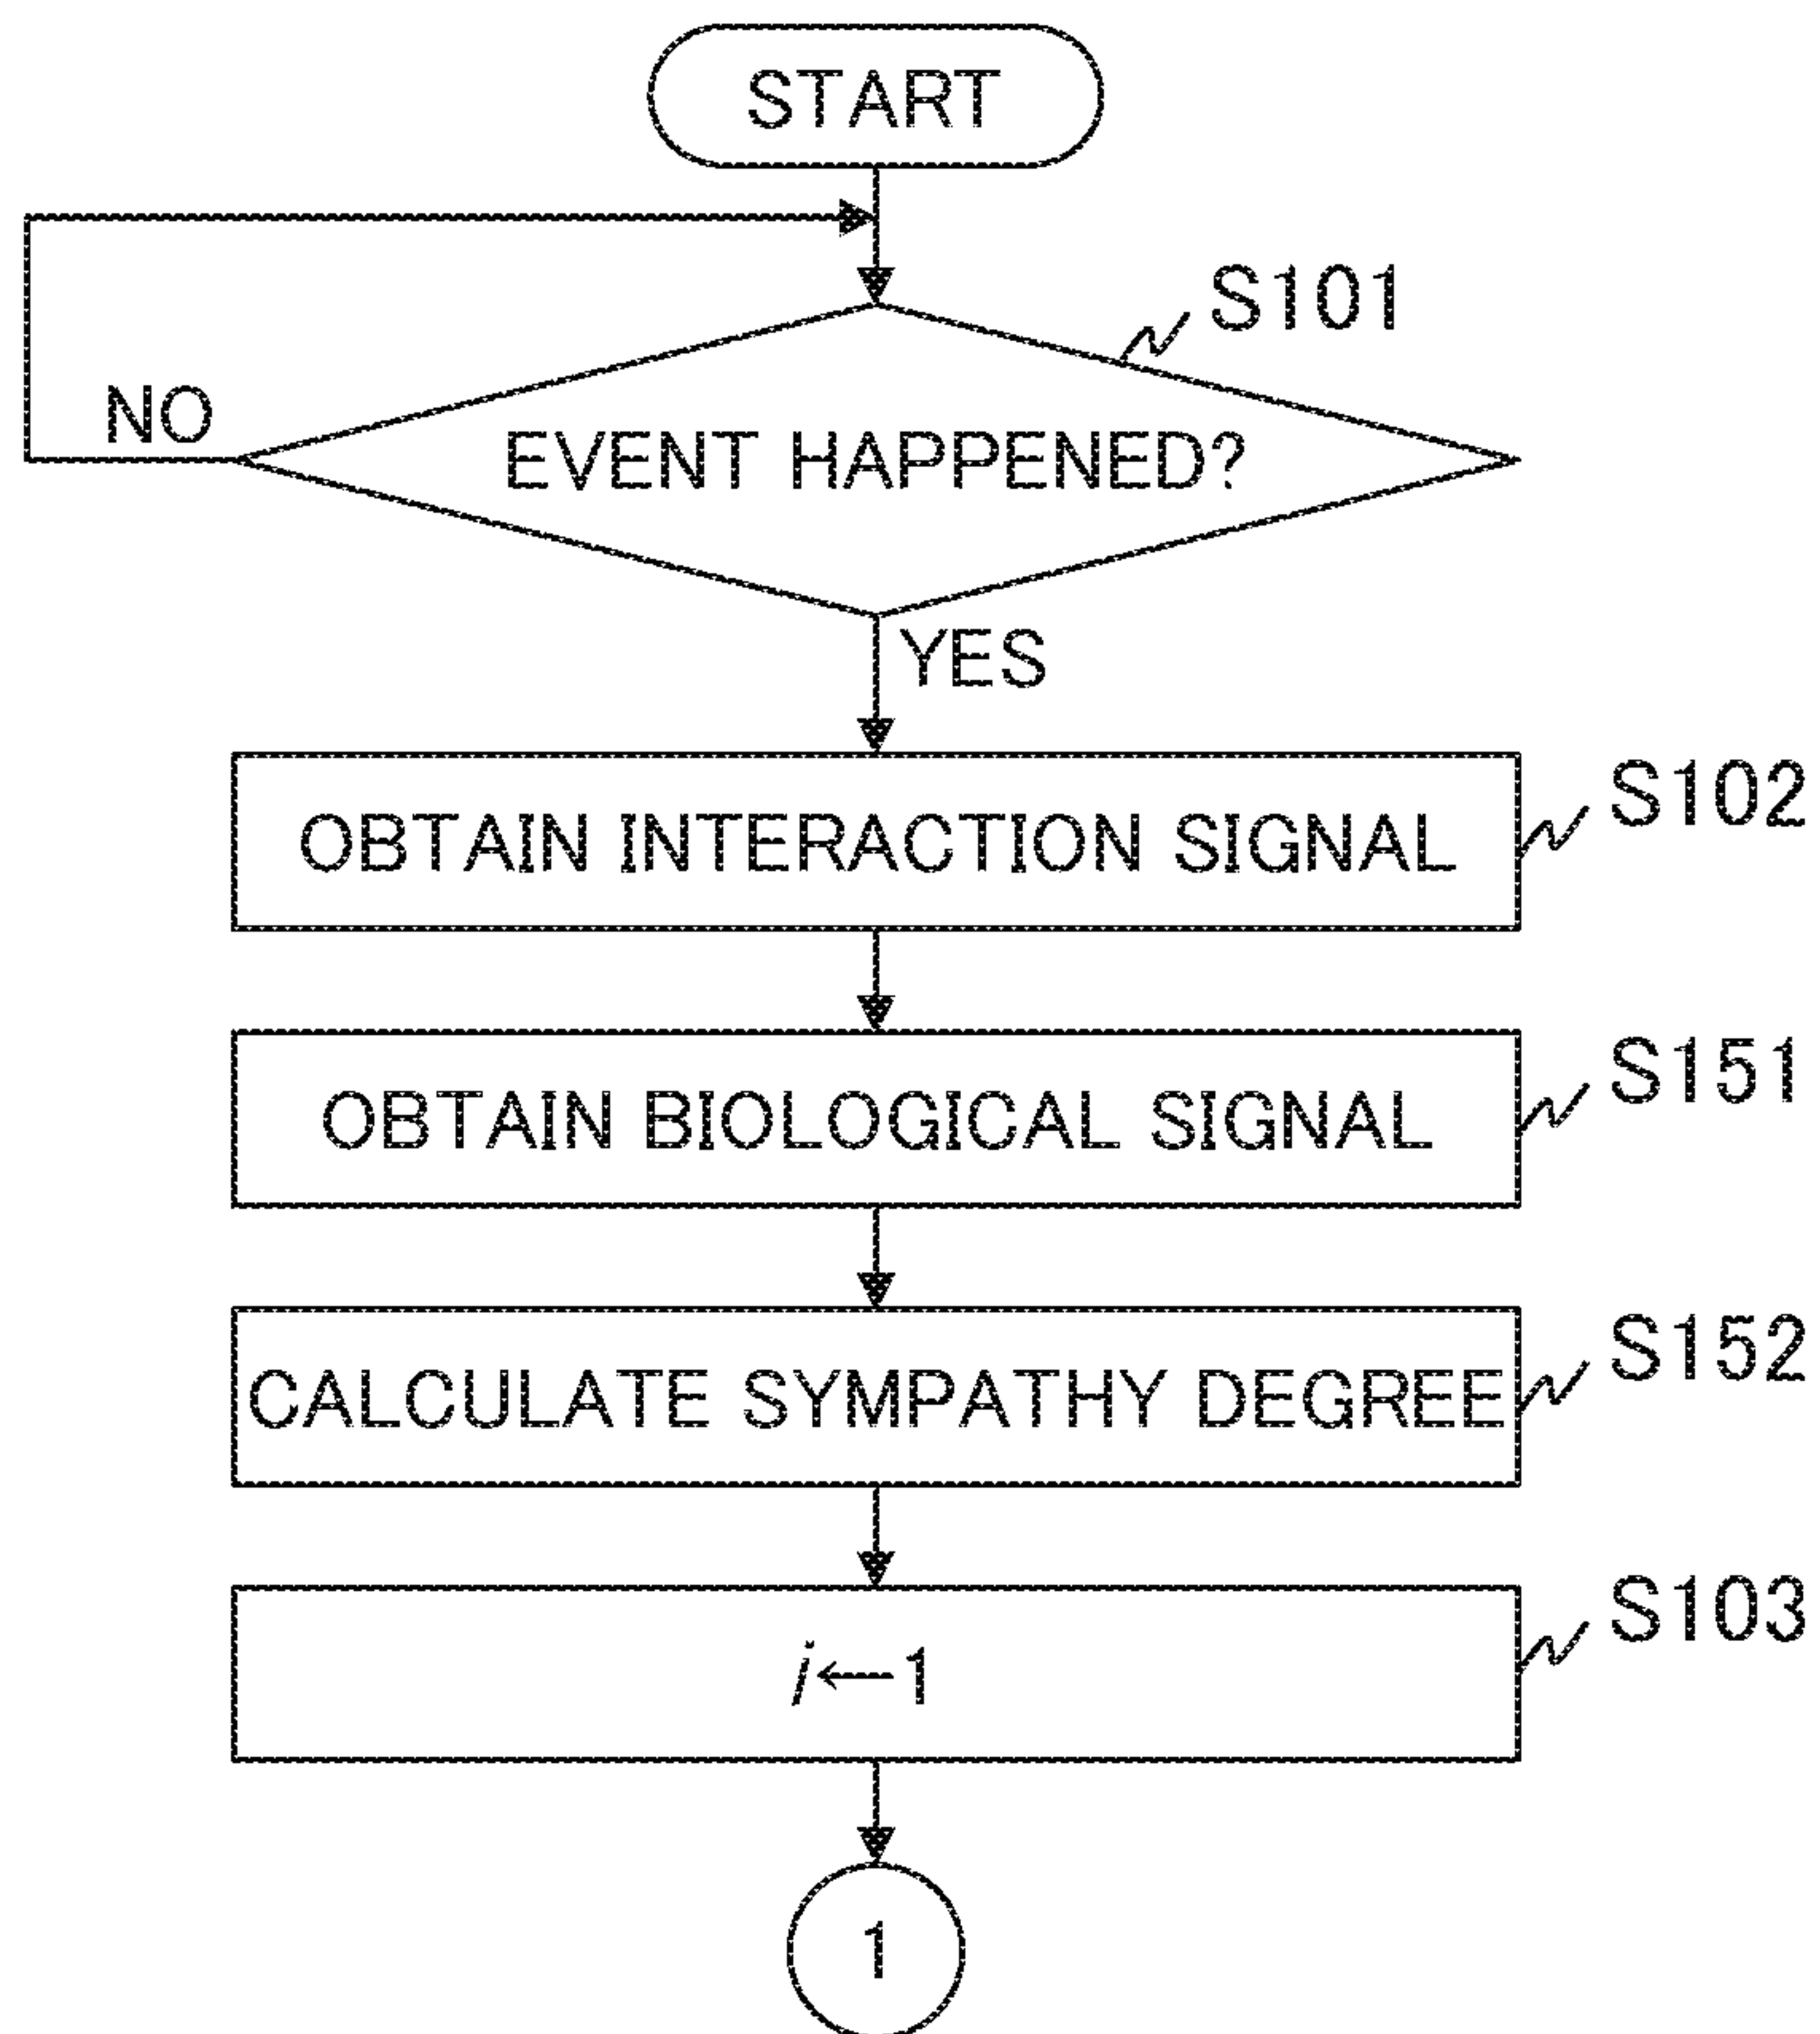 START
S101
NO
EVENT HAPPENED?
YES
S102
OBTAIN INTERACTION SIGNAL
S151
OBTAIN BIOLOGICAL SIGNAL
S152
CALCULATE SYMPATHY DEGREE
S103
i←1
1